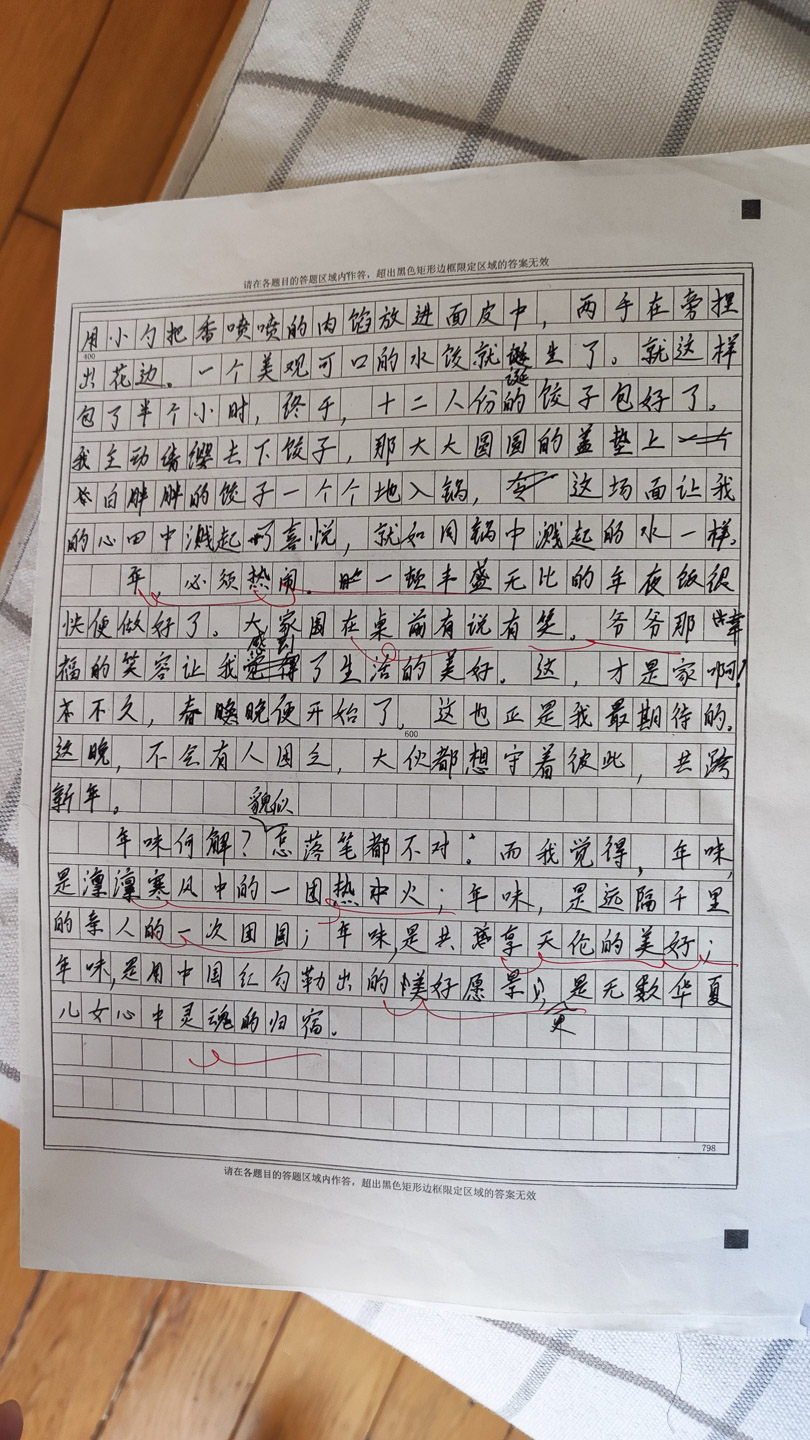 请在各题目的答题区域内作答，超出黑色矩形边框限定区域的答案无效
用小勺把香喷喷的肉馅放进面皮中，两手在旁捏
400
出花边。一个美观可口的水饺就诞生了。就这样
包了半个小时，终于，十二人份的饺子包好了。
我主动请缨去下饺子，那大大圆圆的盖垫上
白胖胖的饺子一个个地入锅，这场面让我
的心田中溅起喜悦，就如同锅中溅起的水一样。
年，必须热闹。一顿丰盛无比的年夜饭很
快便做好了。大家围在桌前有说有笑。爷爷那幸
福的笑容让我感到了生活的美好。这，才是家啊！
不久，春晚便开始了，这也正是我最期待的。
600
这晚，不会有人困乏，大伙都想守着彼此，共跨
新年。
年味何解？貌似怎落笔都不对。而我觉得，年味，
是凛凛寒风中的一团热火；年味，是远隔千里
的亲人的一次团圆；年味，是共享天伦的美好；
年味，是用中国红勾勒出的美好愿景，更是无数华夏
儿女心中灵魂的归宿。
798
请在各题目的答题区域内作答，超出黑色矩形边框限定区域的答案无效